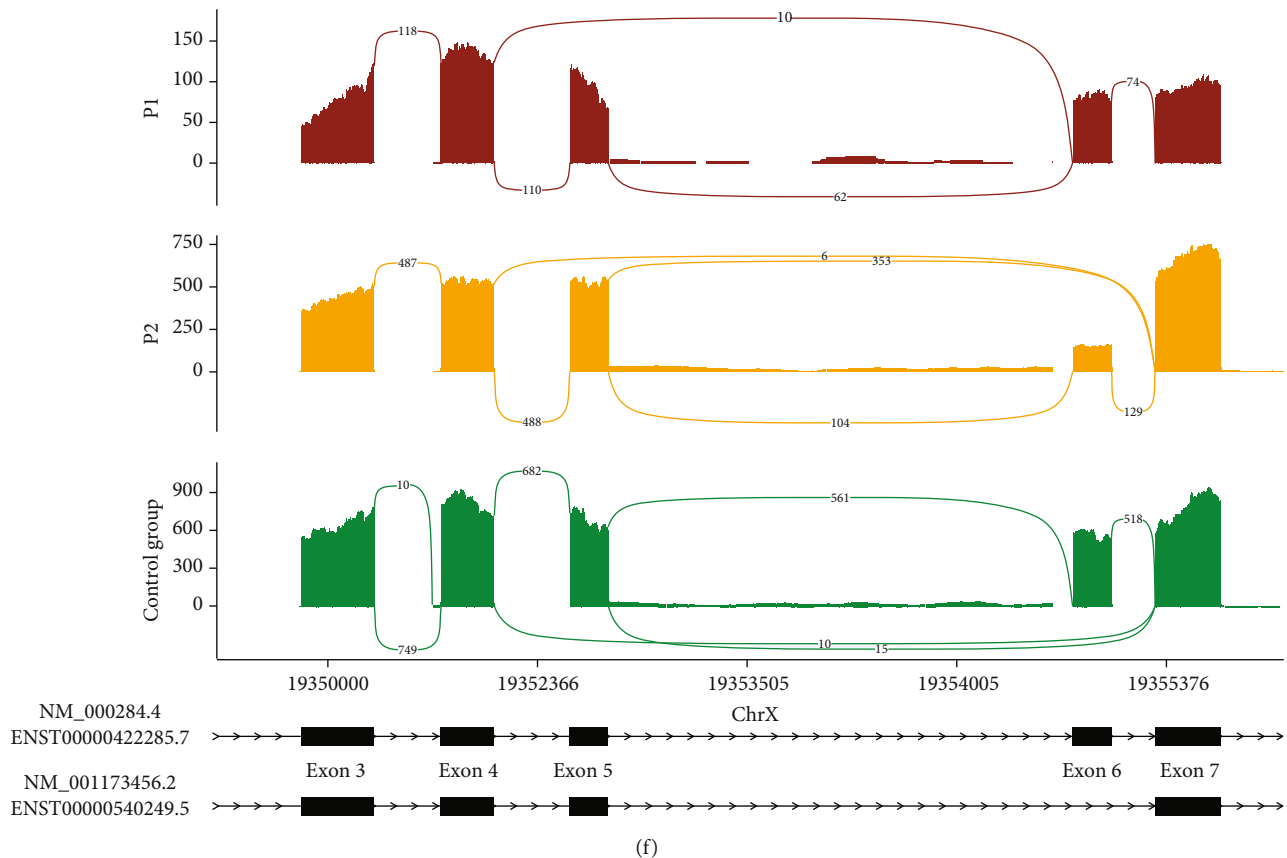 P1
150
100
50
0
118
10
74
110
62
P2
750
500
250
0
487
6
353
488
104
129
Control group
900
600
300
0
10
682
561
518
749
10
15
19350000 19352366 19353505 19354005 19355376
ChrX
NM_000284.4
ENST00000422285.7
Exon 3 Exon 4 Exon 5 Exon 6 Exon 7
NM_001173456.2
ENST00000540249.5
(f)